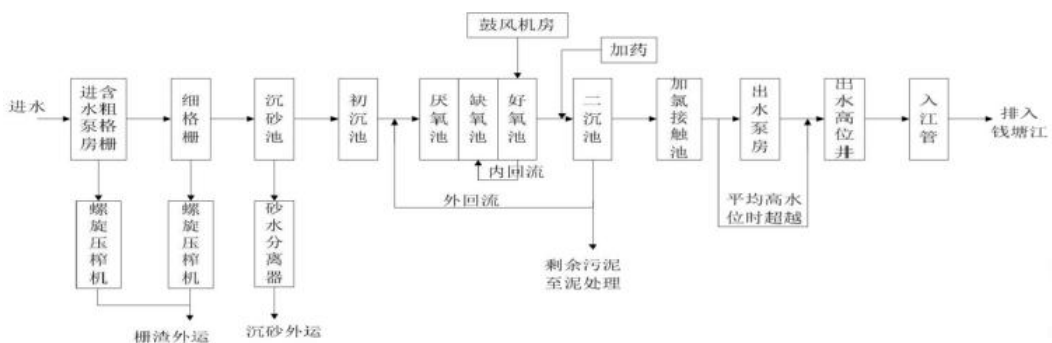 鼓风机房
加药
进水
进水泵房
含粗格栅
细格栅
沉砂池
初沉池
厌氧池
缺氧池
好氧池
二沉池
加氯接触池
出水泵房
出水高位井
入江管
排入
钱塘江
内回流
外回流
平均高水
位时超越
螺旋压榨机
螺旋压榨机
砂水分离器
剩余污泥
至泥处理
栅渣外运
沉砂外运